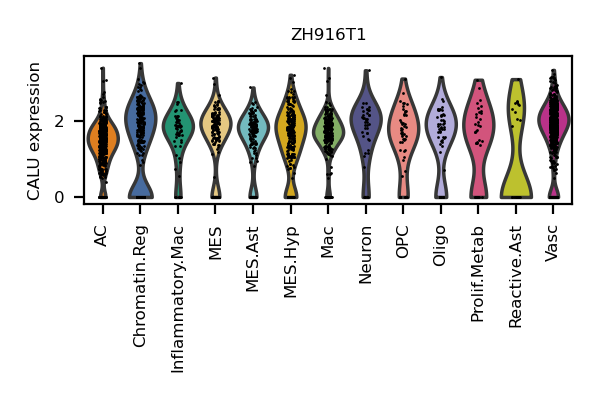 ZH916T1
CALU expression
2
0
AC
Chromatin.Reg
Inflammatory.Mac
MES
MES.Ast
MES.Hyp
Mac
Neuron
OPC
Oligo
Prolif.Metab
Reactive.Ast
Vasc